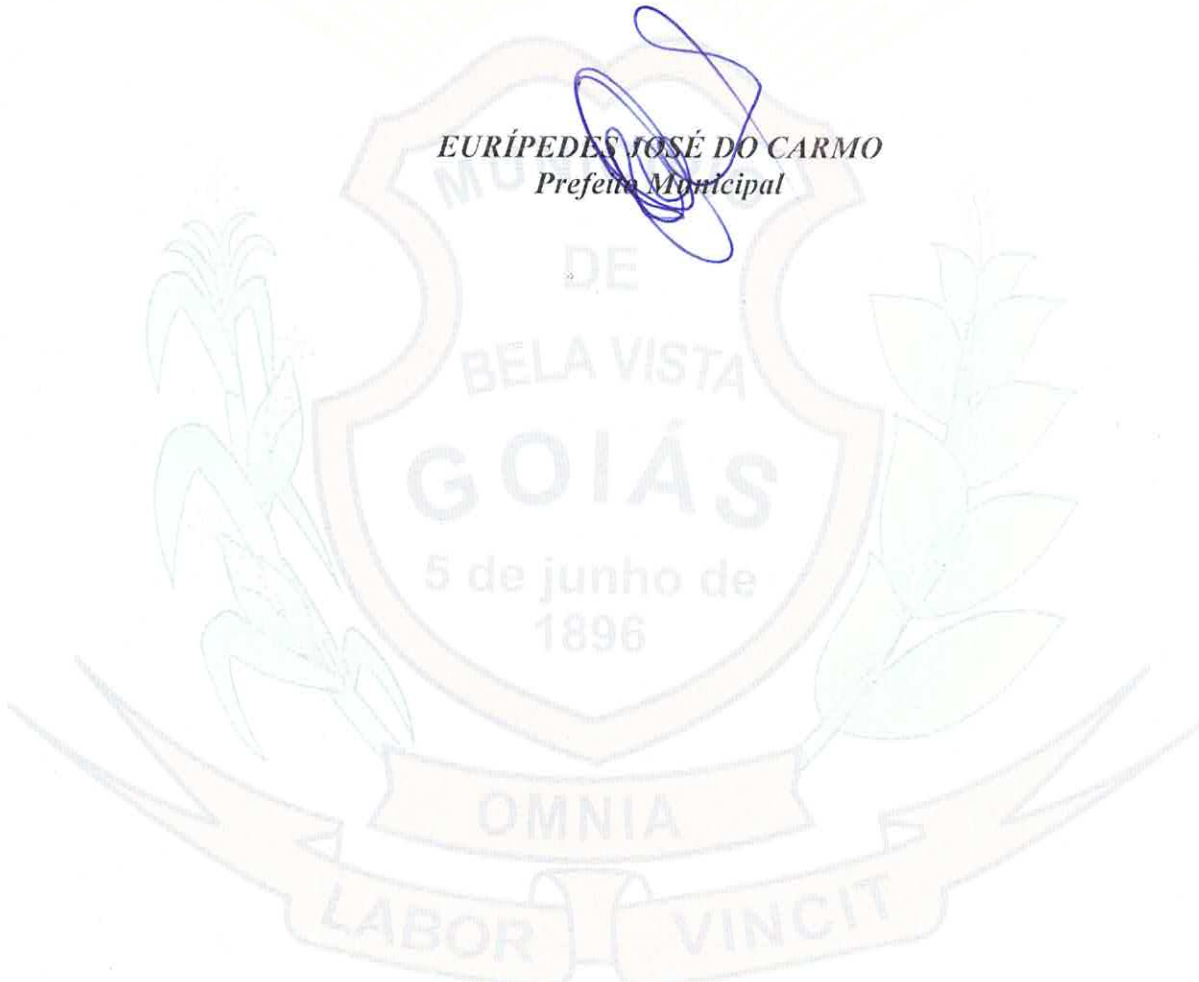 EURÍPEDES JOSÉ DO CARMO
Prefeito Municipal
MUNICÍPIO
DE
BELA VISTA
GOIÁS
5 de junho de
1896
OMNIA
LABOR VINCIT